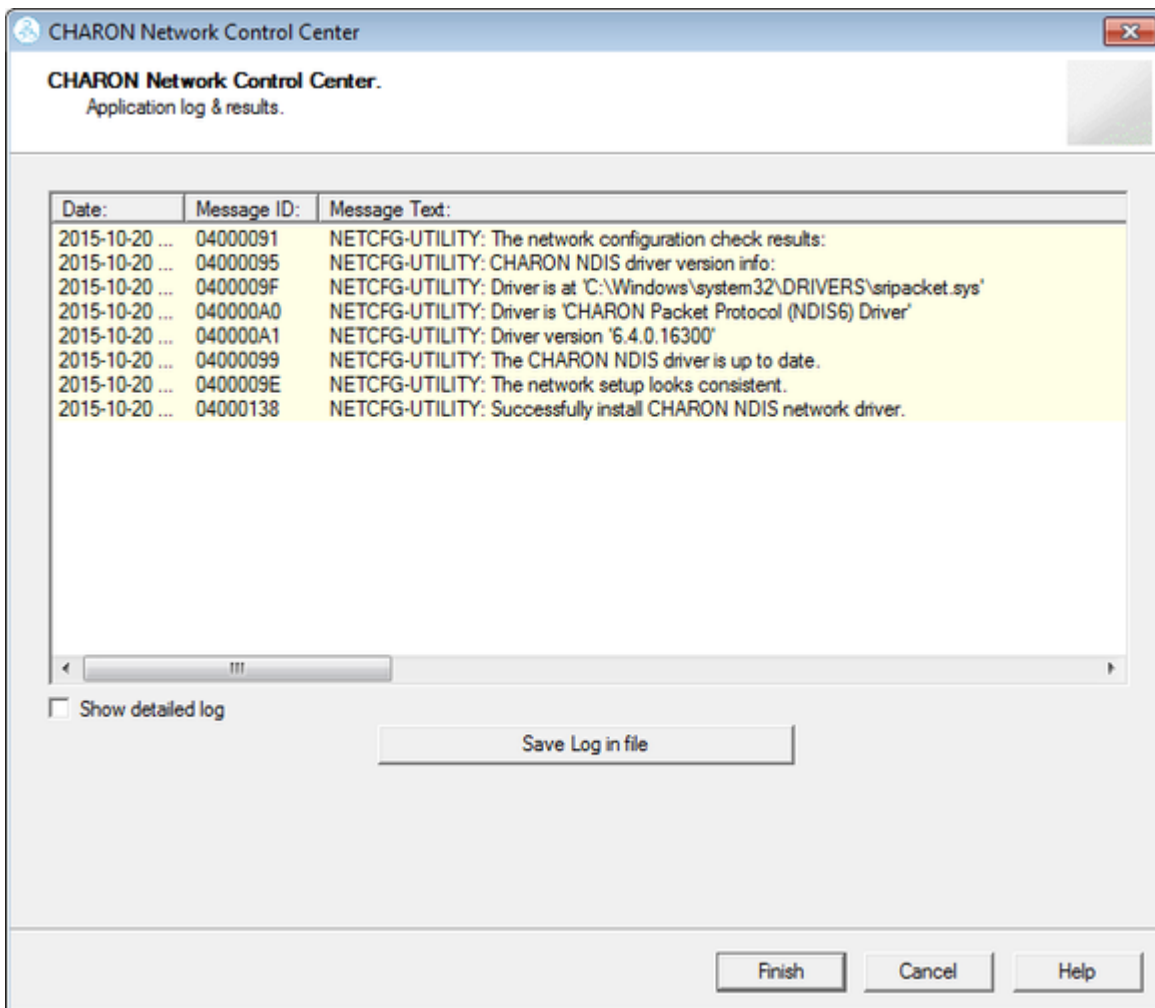 CHARON Network Control Center
CHARON Network Control Center.
Application log & results.
Date: Message ID: Message Text:
2015-10-20 ... 04000091 NETCFG-UTILITY: The network configuration check results:
2015-10-20 ... 04000095 NETCFG-UTILITY: CHARON NDIS driver version info:
2015-10-20 ... 0400009F NETCFG-UTILITY: Driver is at 'C:\Windows\system32\DRIVERS\sripacket.sys'
2015-10-20 ... 040000A0 NETCFG-UTILITY: Driver is 'CHARON Packet Protocol (NDIS6) Driver'
2015-10-20 ... 040000A1 NETCFG-UTILITY: Driver version '6.4.0.16300'
2015-10-20 ... 04000099 NETCFG-UTILITY: The CHARON NDIS driver is up to date.
2015-10-20 ... 0400009E NETCFG-UTILITY: The network setup looks consistent.
2015-10-20 ... 04000138 NETCFG-UTILITY: Successfully install CHARON NDIS network driver.
Show detailed log
Save Log in file
Finish Cancel Help